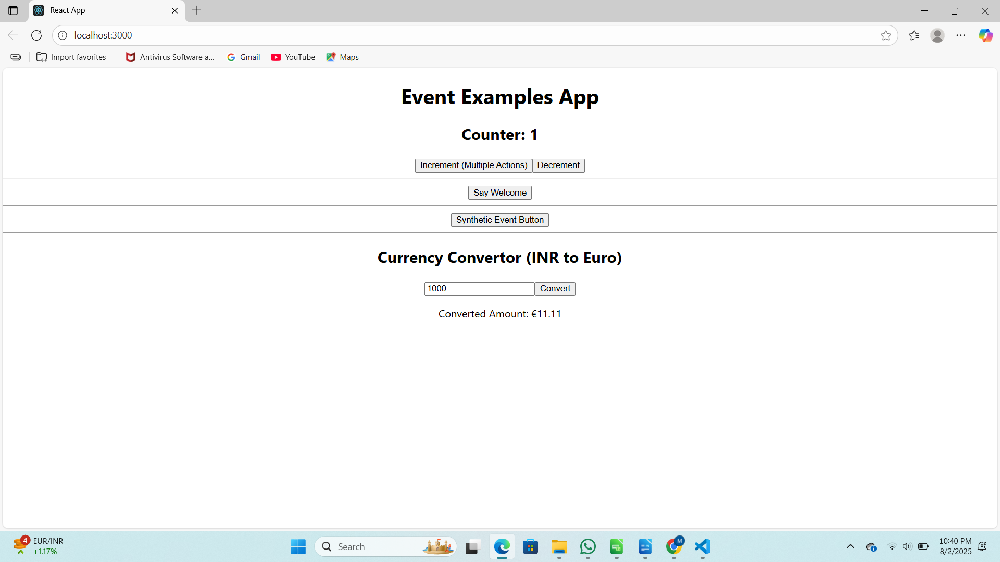 React App
localhost:3000
Import favorites
Antivirus Software a...
Gmail
YouTube
Maps
Event Examples App
Counter: 1
Increment (Multiple Actions) Decrement
Say Welcome
Synthetic Event Button
Currency Convertor (INR to Euro)
1000 Convert
Converted Amount: €11.11
4
EUR/INR
+1.17%
Search
M
10:40 PM
8/2/2025